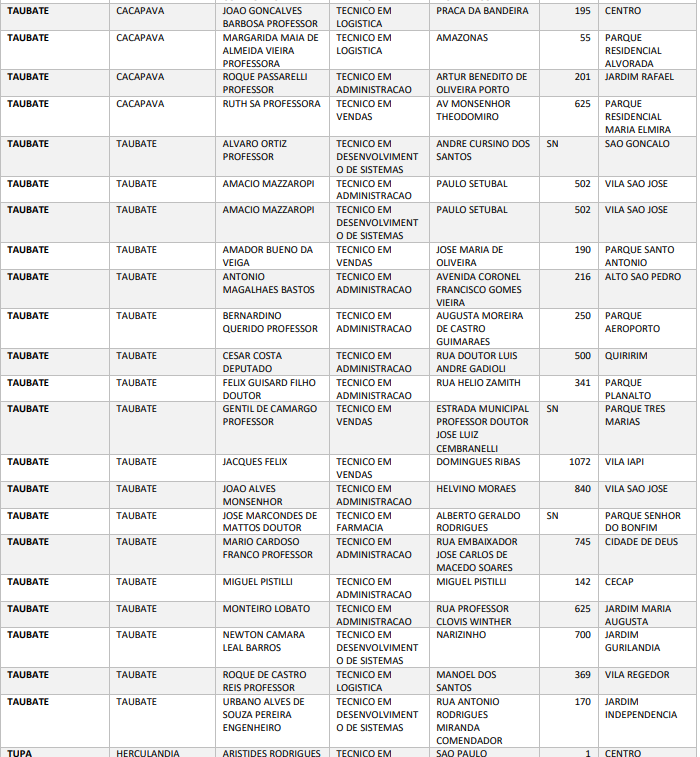 TAUBATE CACAPAVA JOAO GONCALVES TECNICO EM PRACA DA BANDEIRA 195 CENTRO
BARBOSA PROFESSOR LOGISTICA
TAUBATE CACAPAVA MARGARIDA MAIA DE TECNICO EM AMAZONAS 55 PARQUE
ALMEIDA VIEIRA LOGISTICA RESIDENCIAL
PROFESSORA ALVORADA
TAUBATE CACAPAVA ROQUE PASSARELLI TECNICO EM ARTUR BENEDITO DE 201 JARDIM RAFAEL
PROFESSOR ADMINISTRACAO OLIVEIRA PORTO
TAUBATE CACAPAVA RUTH SA PROFESSORA TECNICO EM AV MONSENHOR 625 PARQUE
VENDAS THEODOMIRO RESIDENCIAL
MARIA ELMIRA
TAUBATE TAUBATE ALVARO ORTIZ TECNICO EM ANDRE CURSINO DOS SN SAO GONCALO
PROFESSOR DESENVOLVIMENT SANTOS
O DE SISTEMAS
TAUBATE TAUBATE AMACIO MAZZAROPI TECNICO EM PAULO SETUBAL 502 VILA SAO JOSE
ADMINISTRACAO
TAUBATE TAUBATE AMACIO MAZZAROPI TECNICO EM PAULO SETUBAL 502 VILA SAO JOSE
DESENVOLVIMENT
O DE SISTEMAS
TAUBATE TAUBATE AMADOR BUENO DA TECNICO EM JOSE MARIA DE 190 PARQUE SANTO
VEIGA VENDAS OLIVEIRA ANTONIO
TAUBATE TAUBATE ANTONIO TECNICO EM AVENIDA CORONEL 216 ALTO SAO PEDRO
MAGALHAES BASTOS ADMINISTRACAO FRANCISCO GOMES
VIEIRA
TAUBATE TAUBATE BERNARDINO TECNICO EM AUGUSTA MOREIRA 250 PARQUE
QUERIDO PROFESSOR ADMINISTRACAO DE CASTRO AEROPORTO
GUIMARAES
TAUBATE TAUBATE CESAR COSTA TECNICO EM RUA DOUTOR LUIS 500 QUIRIRIM
DEPUTADO ADMINISTRACAO ANDRE GADIOLI
TAUBATE TAUBATE FELIX GUISARD FILHO TECNICO EM RUA HELIO ZAMITH 341 PARQUE
DOUTOR ADMINISTRACAO PLANALTO
TAUBATE TAUBATE GENTIL DE CAMARGO TECNICO EM ESTRADA MUNICIPAL SN PARQUE TRES
PROFESSOR VENDAS PROFESSOR DOUTOR MARIAS
JOSE LUIZ
CEMBRANELLI
TAUBATE TAUBATE JACQUES FELIX TECNICO EM DOMINGUES RIBAS 1072 VILA IAPI
VENDAS
TAUBATE TAUBATE JOAO ALVES TECNICO EM HELVINO MORAES 840 VILA SAO JOSE
MONSENHOR ADMINISTRACAO
TAUBATE TAUBATE JOSE MARCONDES DE TECNICO EM ALBERTO GERALDO SN PARQUE SENHOR
MATTOS DOUTOR FARMACIA RODRIGUES DO BONFIM
TAUBATE TAUBATE MARIO CARDOSO TECNICO EM RUA EMBAIXADOR 745 CIDADE DE DEUS
FRANCO PROFESSOR ADMINISTRACAO JOSE CARLOS DE
MACEDO SOARES
TAUBATE TAUBATE MIGUEL PISTILLI TECNICO EM MIGUEL PISTILLI 142 CECAP
ADMINISTRACAO
TAUBATE TAUBATE MONTEIRO LOBATO TECNICO EM RUA PROFESSOR 625 JARDIM MARIA
ADMINISTRACAO CLOVIS WINTHER AUGUSTA
TAUBATE TAUBATE NEWTON CAMARA TECNICO EM NARIZINHO 700 JARDIM
LEAL BARROS DESENVOLVIMENT GURILANDIA
O DE SISTEMAS
TAUBATE TAUBATE ROQUE DE CASTRO TECNICO EM MANOEL DOS 369 VILA REGEDOR
REIS PROFESSOR LOGISTICA SANTOS
TAUBATE TAUBATE URBANO ALVES DE TECNICO EM RUA ANTONIO 170 JARDIM
SOUZA PEREIRA DESENVOLVIMENT RODRIGUES INDEPENDENCIA
ENGENHEIRO O DE SISTEMAS MIRANDA
COMENDADOR
TUPA HERCULANDIA ARISTIDES RODRIGUES TECNICO EM SAO PAULO 1 CENTRO